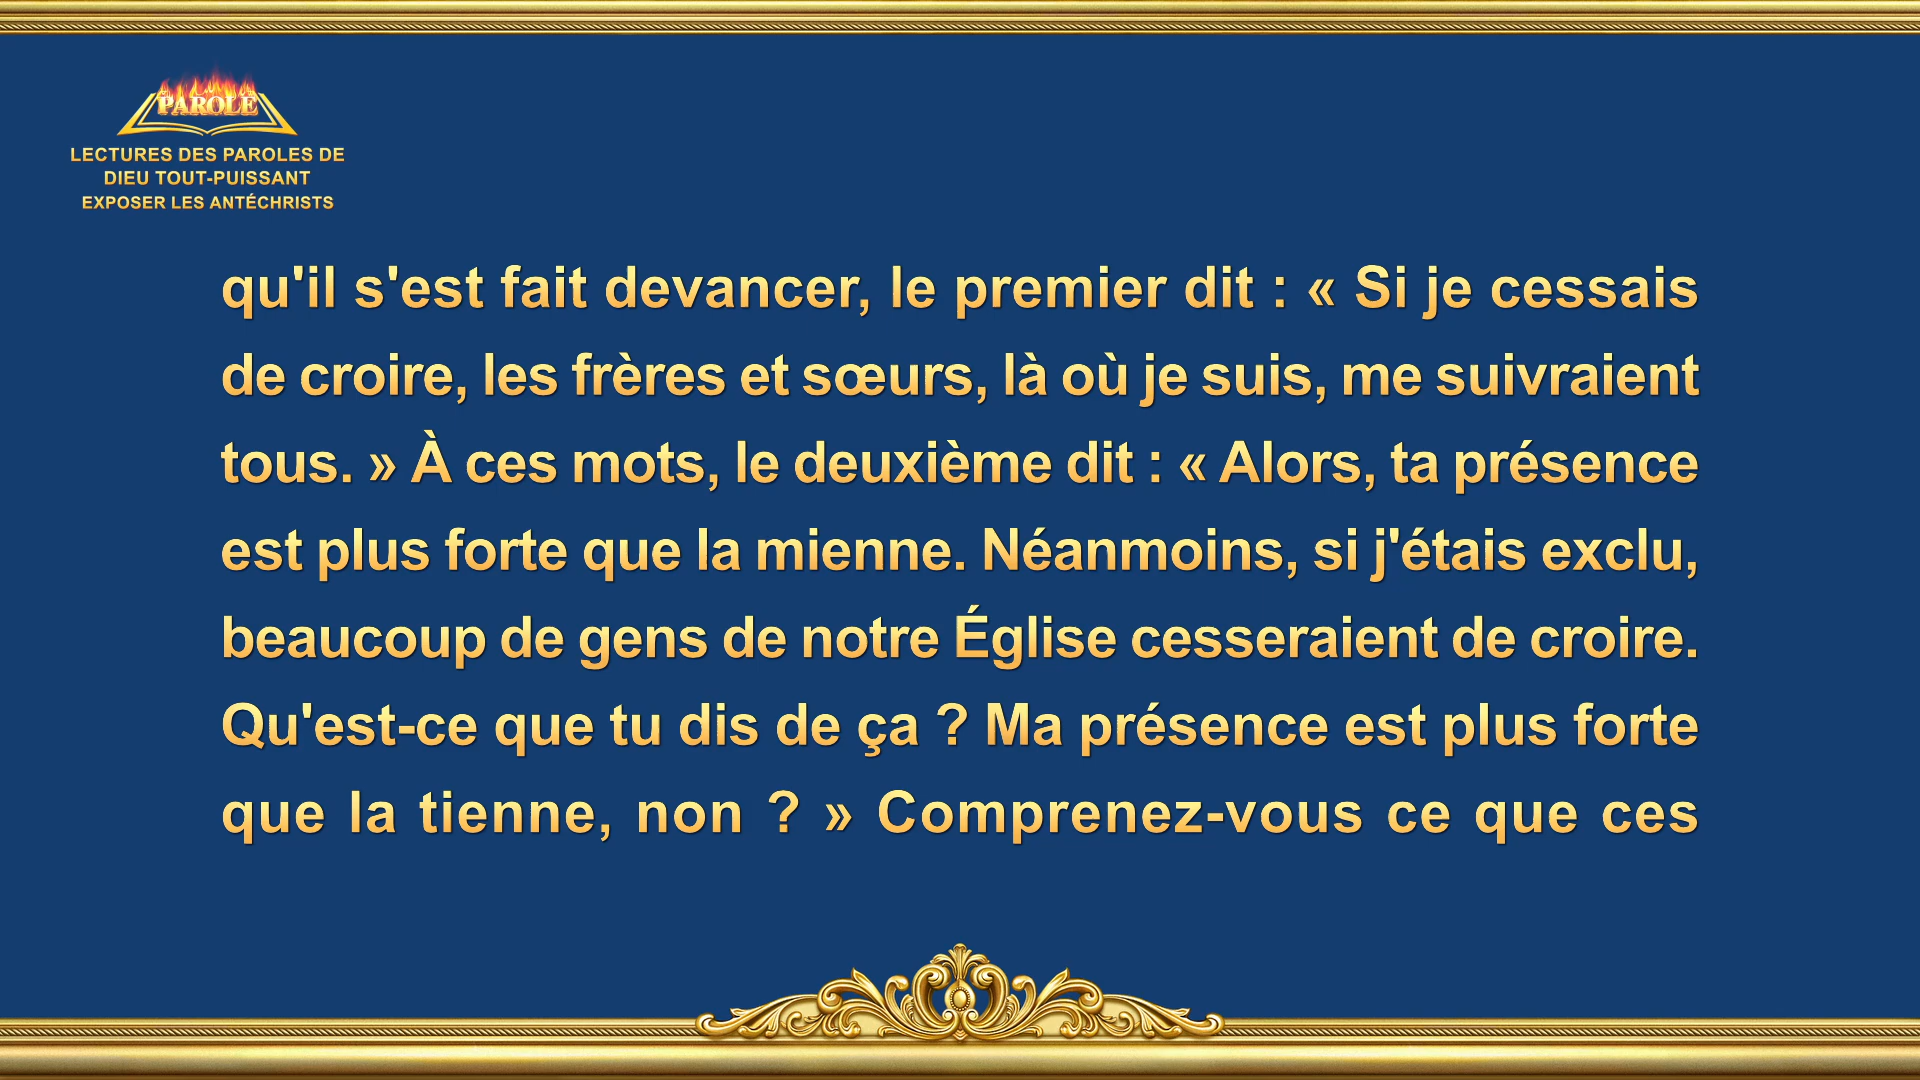 PAROLE
LECTURES DES PAROLES DE
DIEU TOUT-PUISSANT
EXPOSER LES ANTÉCHRISTS
qu'il s'est fait devancer, le premier dit : « Si je cessais
de croire, les frères et sœurs, là où je suis, me suivraient
tous. » À ces mots, le deuxième dit : « Alors, ta présence
est plus forte que la mienne. Néanmoins, si j'étais exclu,
beaucoup de gens de notre Église cesseraient de croire.
Qu'est-ce que tu dis de ça ? Ma présence est plus forte
que la tienne, non ? » Comprenez-vous ce que ces